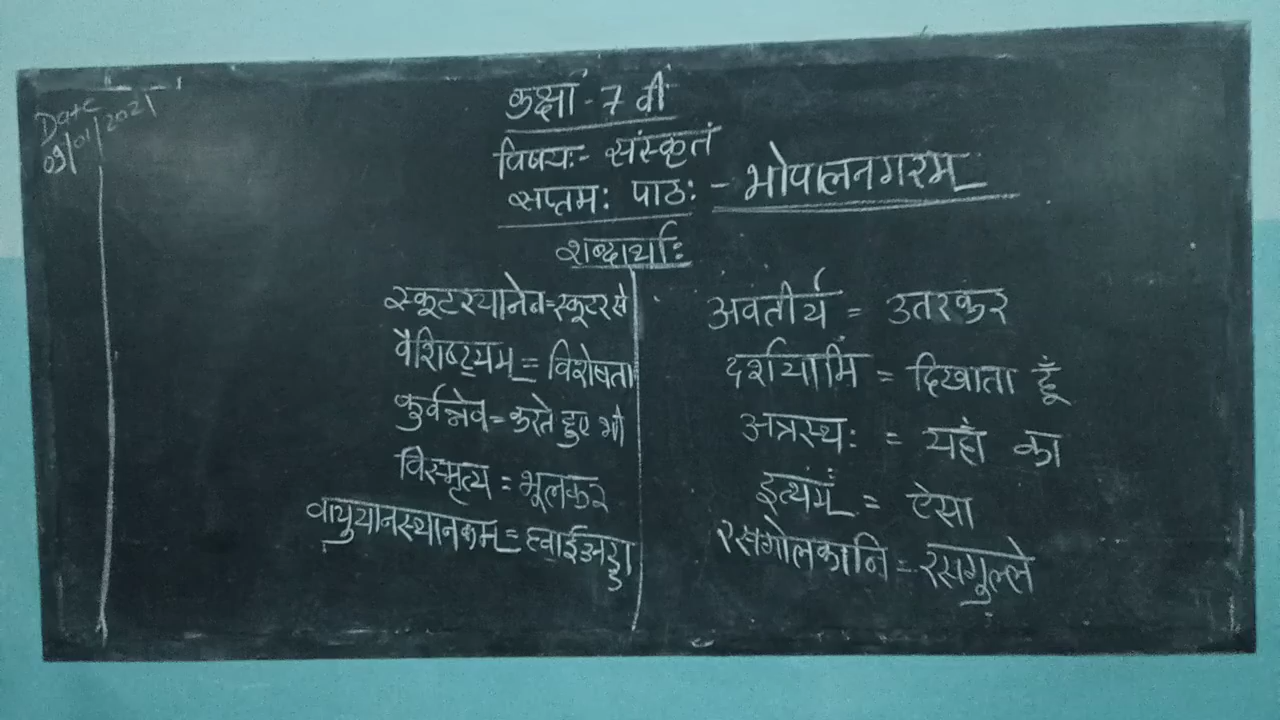 Date
09/01/2021
कक्षा - 7 वी
विषयः- संस्कृतं
सप्तमः पाठः - भोपालनगरम्
शब्दार्थाः
स्कूटरयानेन=स्कूटरसे
वैशिष्ट्यम् = विशेषता
कुर्वन्नेव=करते हुए भी
विस्मृत्य = भूलकर
वायुयानस्थानकम् = हवाईअड्डा
अवतीर्य = उतरकर
दर्शयामि = दिखाता हूँ
अत्रस्थः = यहाँ का
इत्थम् = ऐसा
रसगोलकानि = रसगुल्ले